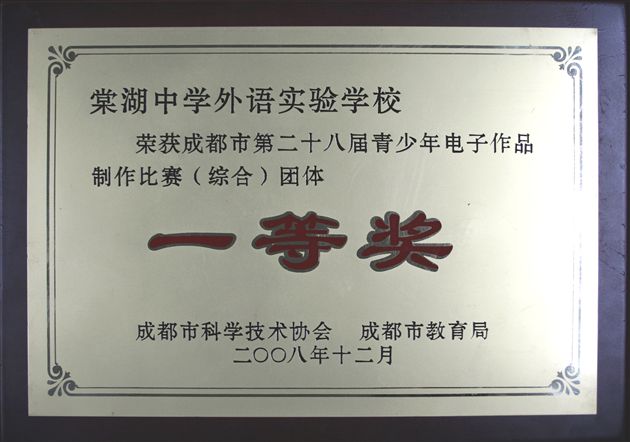 棠湖中学外语实验学校
荣获成都市第二十八届青少年电子作品
制作比赛（综合）团体
一等奖
成都市科学技术协会 成都市教育局
二〇〇八年十二月